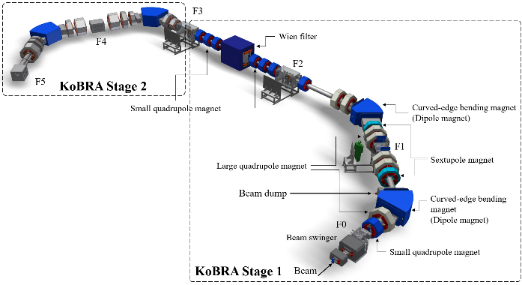 F3
F4
Wien filter
F5
F2
KoBRA Stage 2
Small quadrupole magnet
Curved-edge bending magnet
(Dipole magnet)
F1
Large quadrupole magnet
Sextupole magnet
Beam dump
Curved-edge bending
magnet
(Dipole magnet)
F0
Beam swinger
Small quadrupole magnet
KoBRA Stage 1
Beam